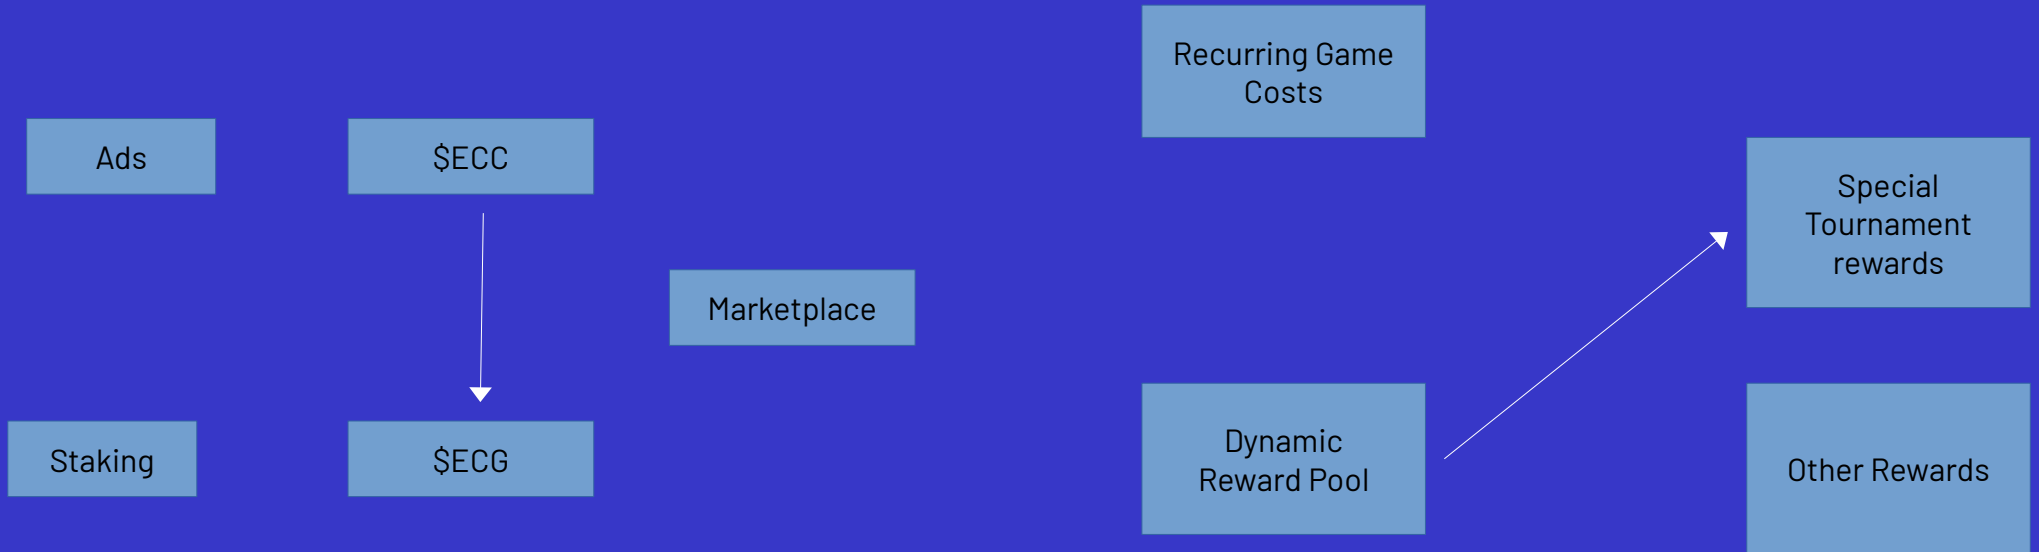 Recurring Game
Costs
Ads
$ECC
Special
Tournament
rewards
Marketplace
Staking
$ECG
Dynamic
Reward Pool
Other Rewards